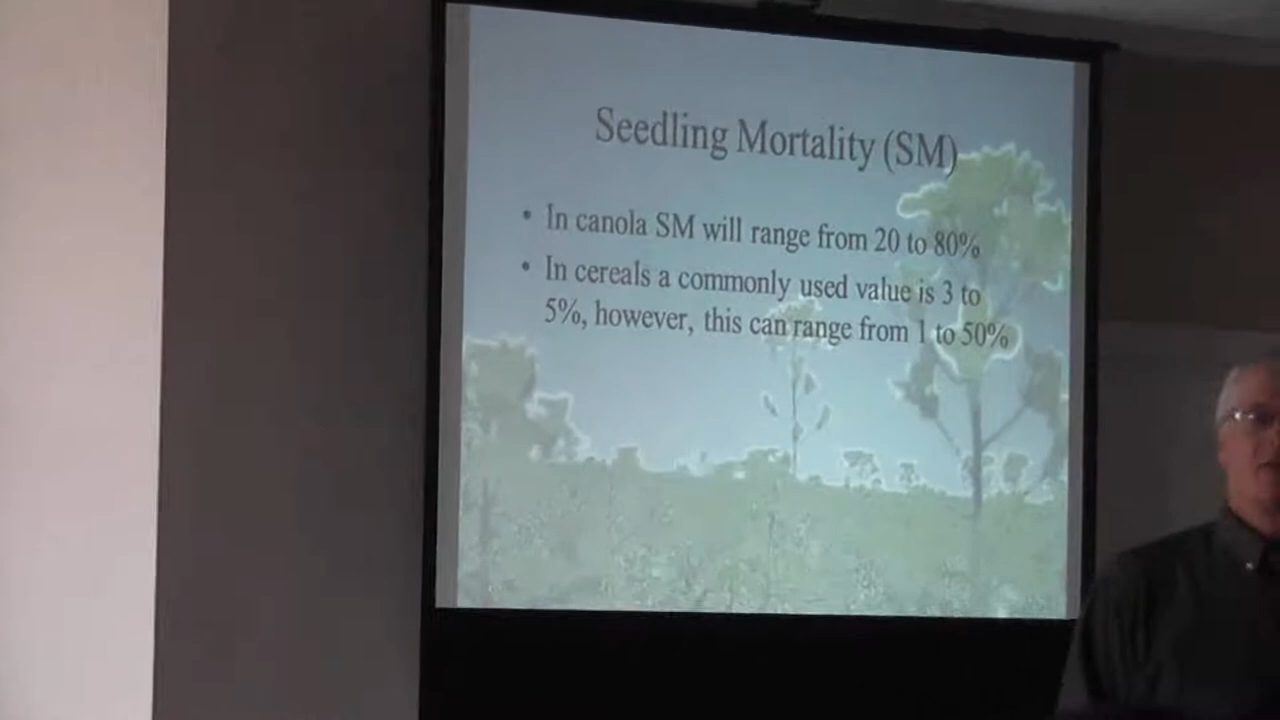 Seedling Mortality (SM)
• In canola SM will range from 20 to 80%
• In cereals a commonly used value is 3 to
5%, however, this can range from 1 to 50%